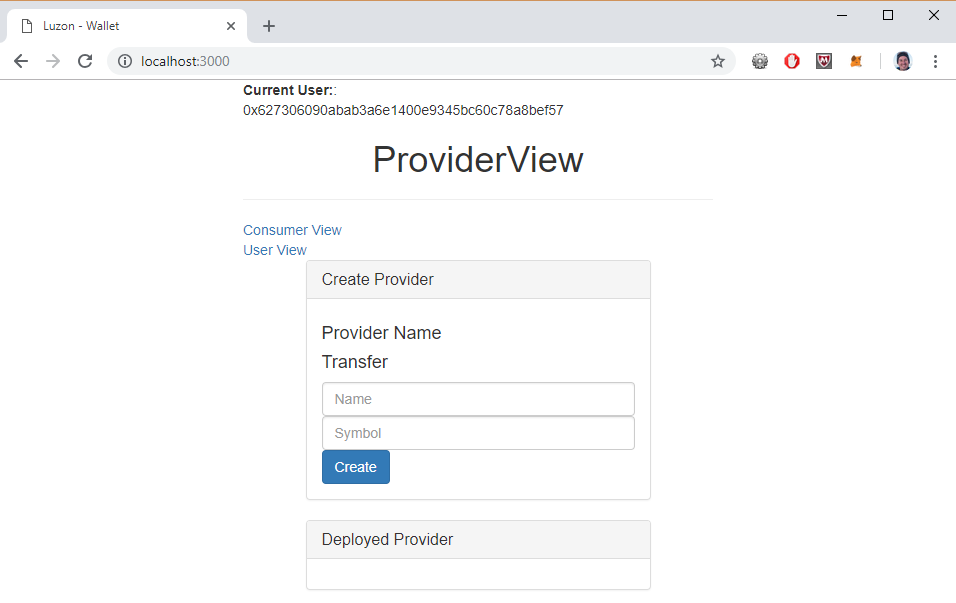 Luzon - Wallet
localhost:3000
Current User::
0x627306090abab3a6e1400e9345bc60c78a8bef57
ProviderView
Consumer View
User View
Create Provider
Provider Name
Transfer
Name
Symbol
Create
Deployed Provider